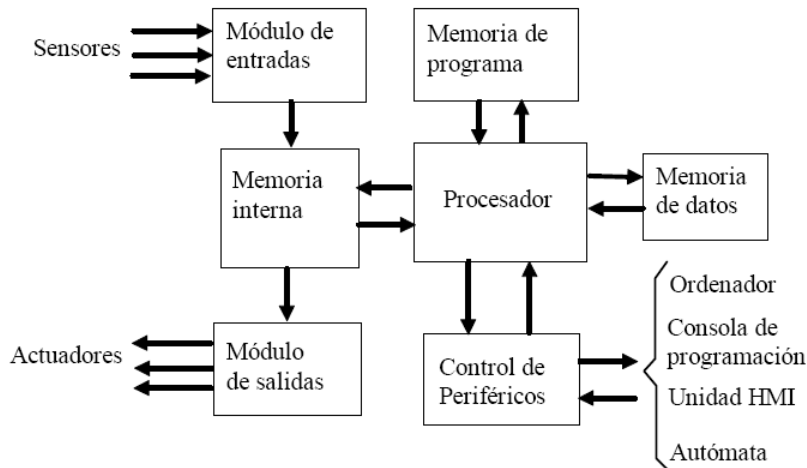 Sensores
Módulo de
entradas
Memoria de
programa
Memoria
interna
Procesador
Memoria
de datos
Actuadores
Módulo
de salidas
Control de
Periféricos
Ordenador
Consola de
programación
Unidad HMI
Autómata